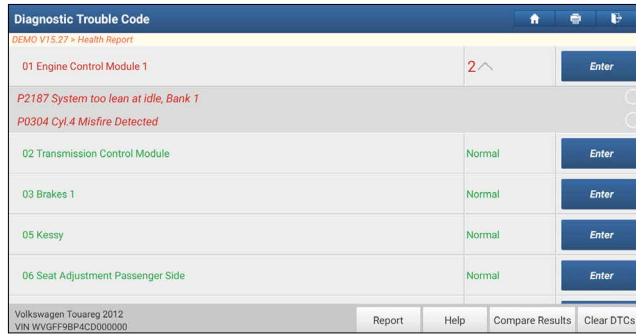 Diagnostic Trouble Code
DEMO V15.27 > Health Report
01 Engine Control Module 1 2 Enter
P2187 System too lean at idle, Bank 1
P0304 Cyl.4 Misfire Detected
02 Transmission Control Module Normal Enter
03 Brakes 1 Normal Enter
05 Kessy Normal Enter
06 Seat Adjustment Passenger Side Normal Enter
Volkswagen Touareg 2012
VIN WVGFF9BP4CD000000
Report Help Compare Results Clear DTCs